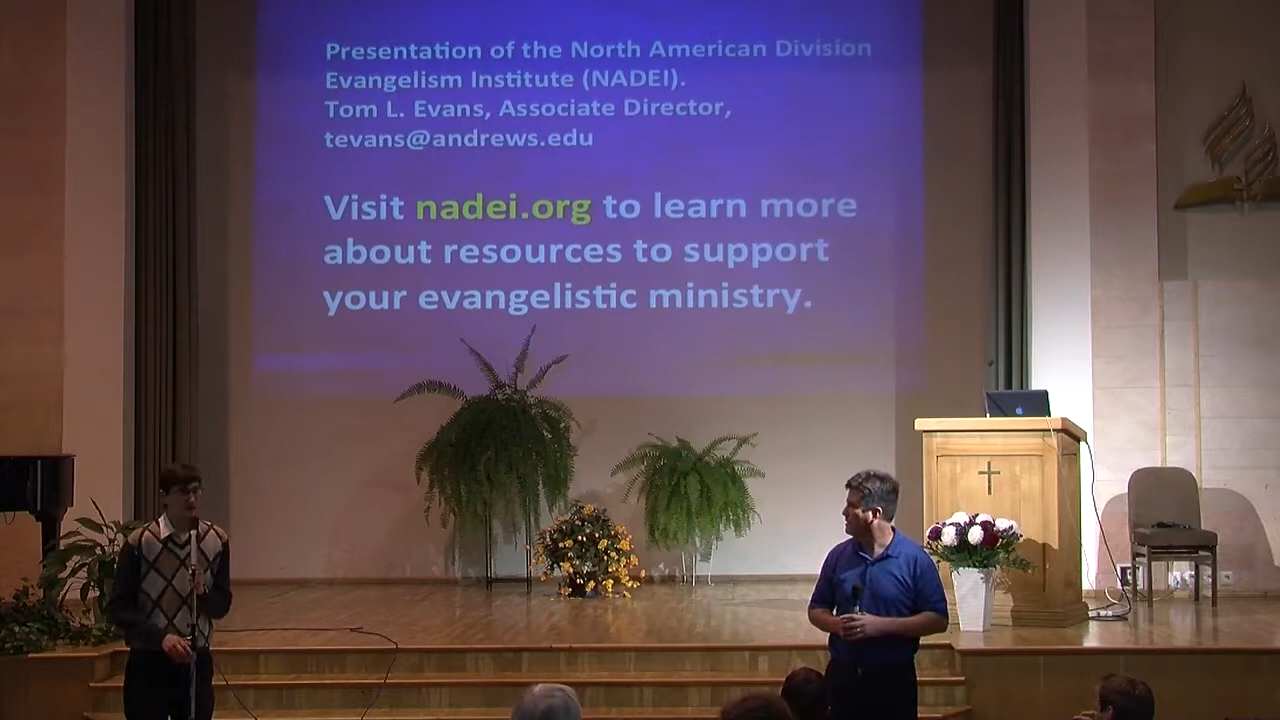 Presentation of the North American Division
Evangelism Institute (NADEI).
Tom L. Evans, Associate Director,
tevans@andrews.edu
Visit nadei.org to learn more
about resources to support
your evangelistic ministry.